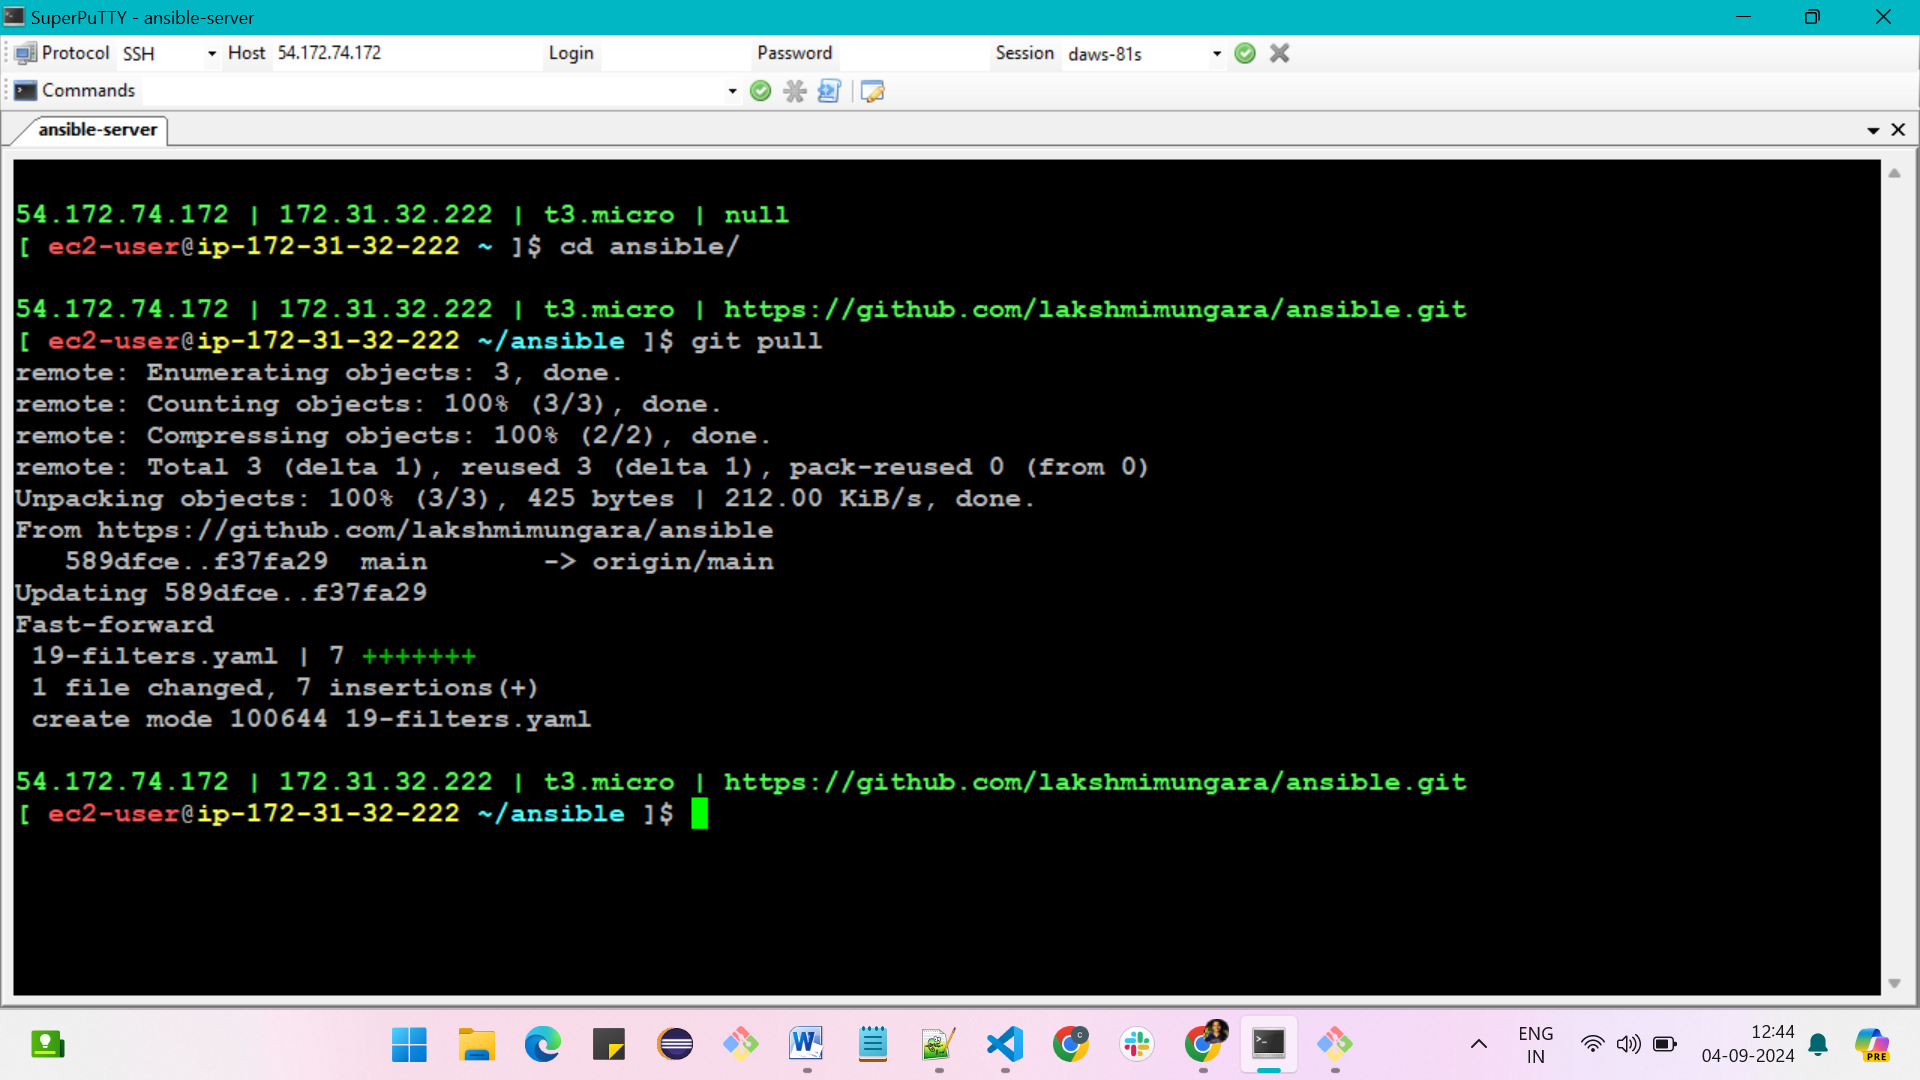 SuperPuTTY - ansible-server
Protocol SSH Host 54.172.74.172 Login Password Session daws-81s
Commands
ansible-server
54.172.74.172 | 172.31.32.222 | t3.micro | null
[ ec2-user@ip-172-31-32-222 ~ ]$ cd ansible/
54.172.74.172 | 172.31.32.222 | t3.micro | https://github.com/lakshmimungara/ansible.git
[ ec2-user@ip-172-31-32-222 ~/ansible ]$ git pull
remote: Enumerating objects: 3, done.
remote: Counting objects: 100% (3/3), done.
remote: Compressing objects: 100% (2/2), done.
remote: Total 3 (delta 1), reused 3 (delta 1), pack-reused 0 (from 0)
Unpacking objects: 100% (3/3), 425 bytes | 212.00 KiB/s, done.
From https://github.com/lakshmimungara/ansible
   589dfce..f37fa29  main       -> origin/main
Updating 589dfce..f37fa29
Fast-forward
 19-filters.yaml | 7 +++++++
 1 file changed, 7 insertions(+)
 create mode 100644 19-filters.yaml
54.172.74.172 | 172.31.32.222 | t3.micro | https://github.com/lakshmimungara/ansible.git
[ ec2-user@ip-172-31-32-222 ~/ansible ]$
ENG
IN
12:44
04-09-2024
PRE